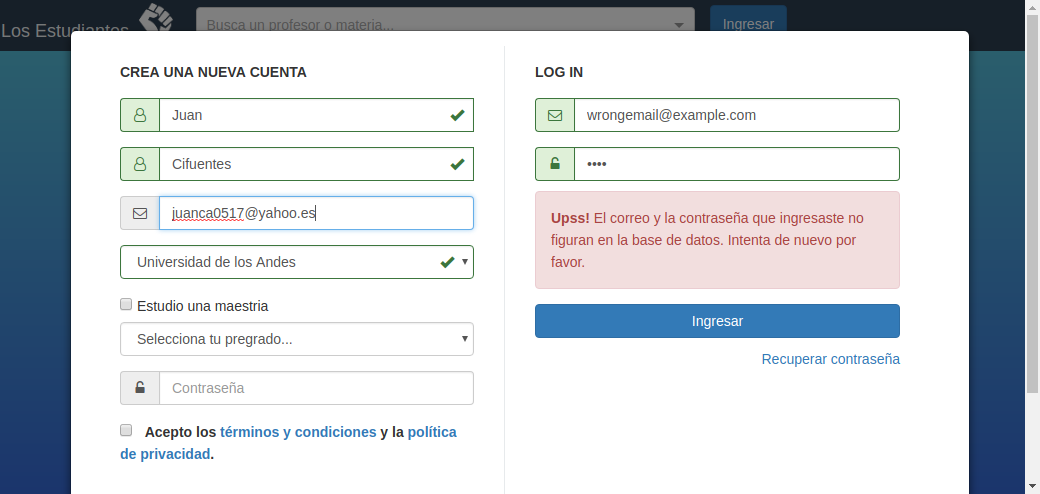 Los Estudiantes
Busca un profesor o materia...
Ingresar
CREA UNA NUEVA CUENTA
Juan
Cifuentes
juanca0517@yahoo.es
Universidad de los Andes
Estudio una maestria
Selecciona tu pregrado...
Contraseña
Acepto los términos y condiciones y la política
de privacidad.
LOG IN
wrongemail@example.com
••••
Upss! El correo y la contraseña que ingresaste no
figuran en la base de datos. Intenta de nuevo por
favor.
Ingresar
Recuperar contraseña